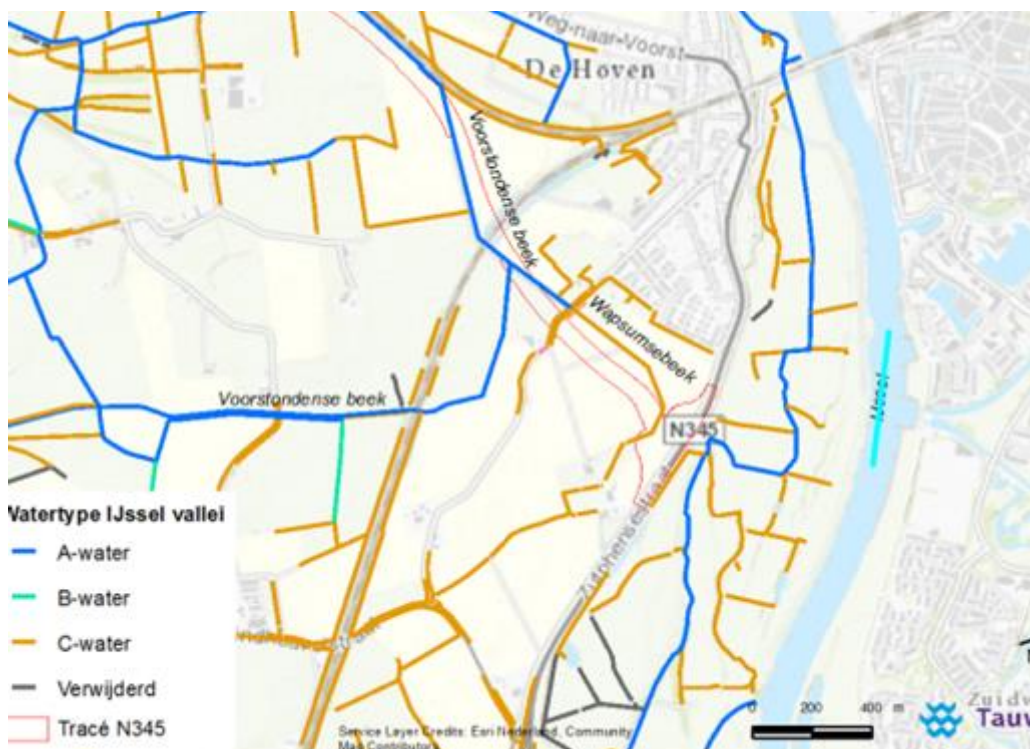 Weg-naar-Voorst
De Hoven
Voorstondense beek
Wapsumsebeek
IJssel
Voorstondense beek
N345
Zutphensestraat
Watertype IJssel vallei
A-water
B-water
C-water
Verwijderd
Tracé N345
Service Layer Credits: Esri Nederland, Community
Map Contributors
0 200 400 m
Zuidw
Tauw